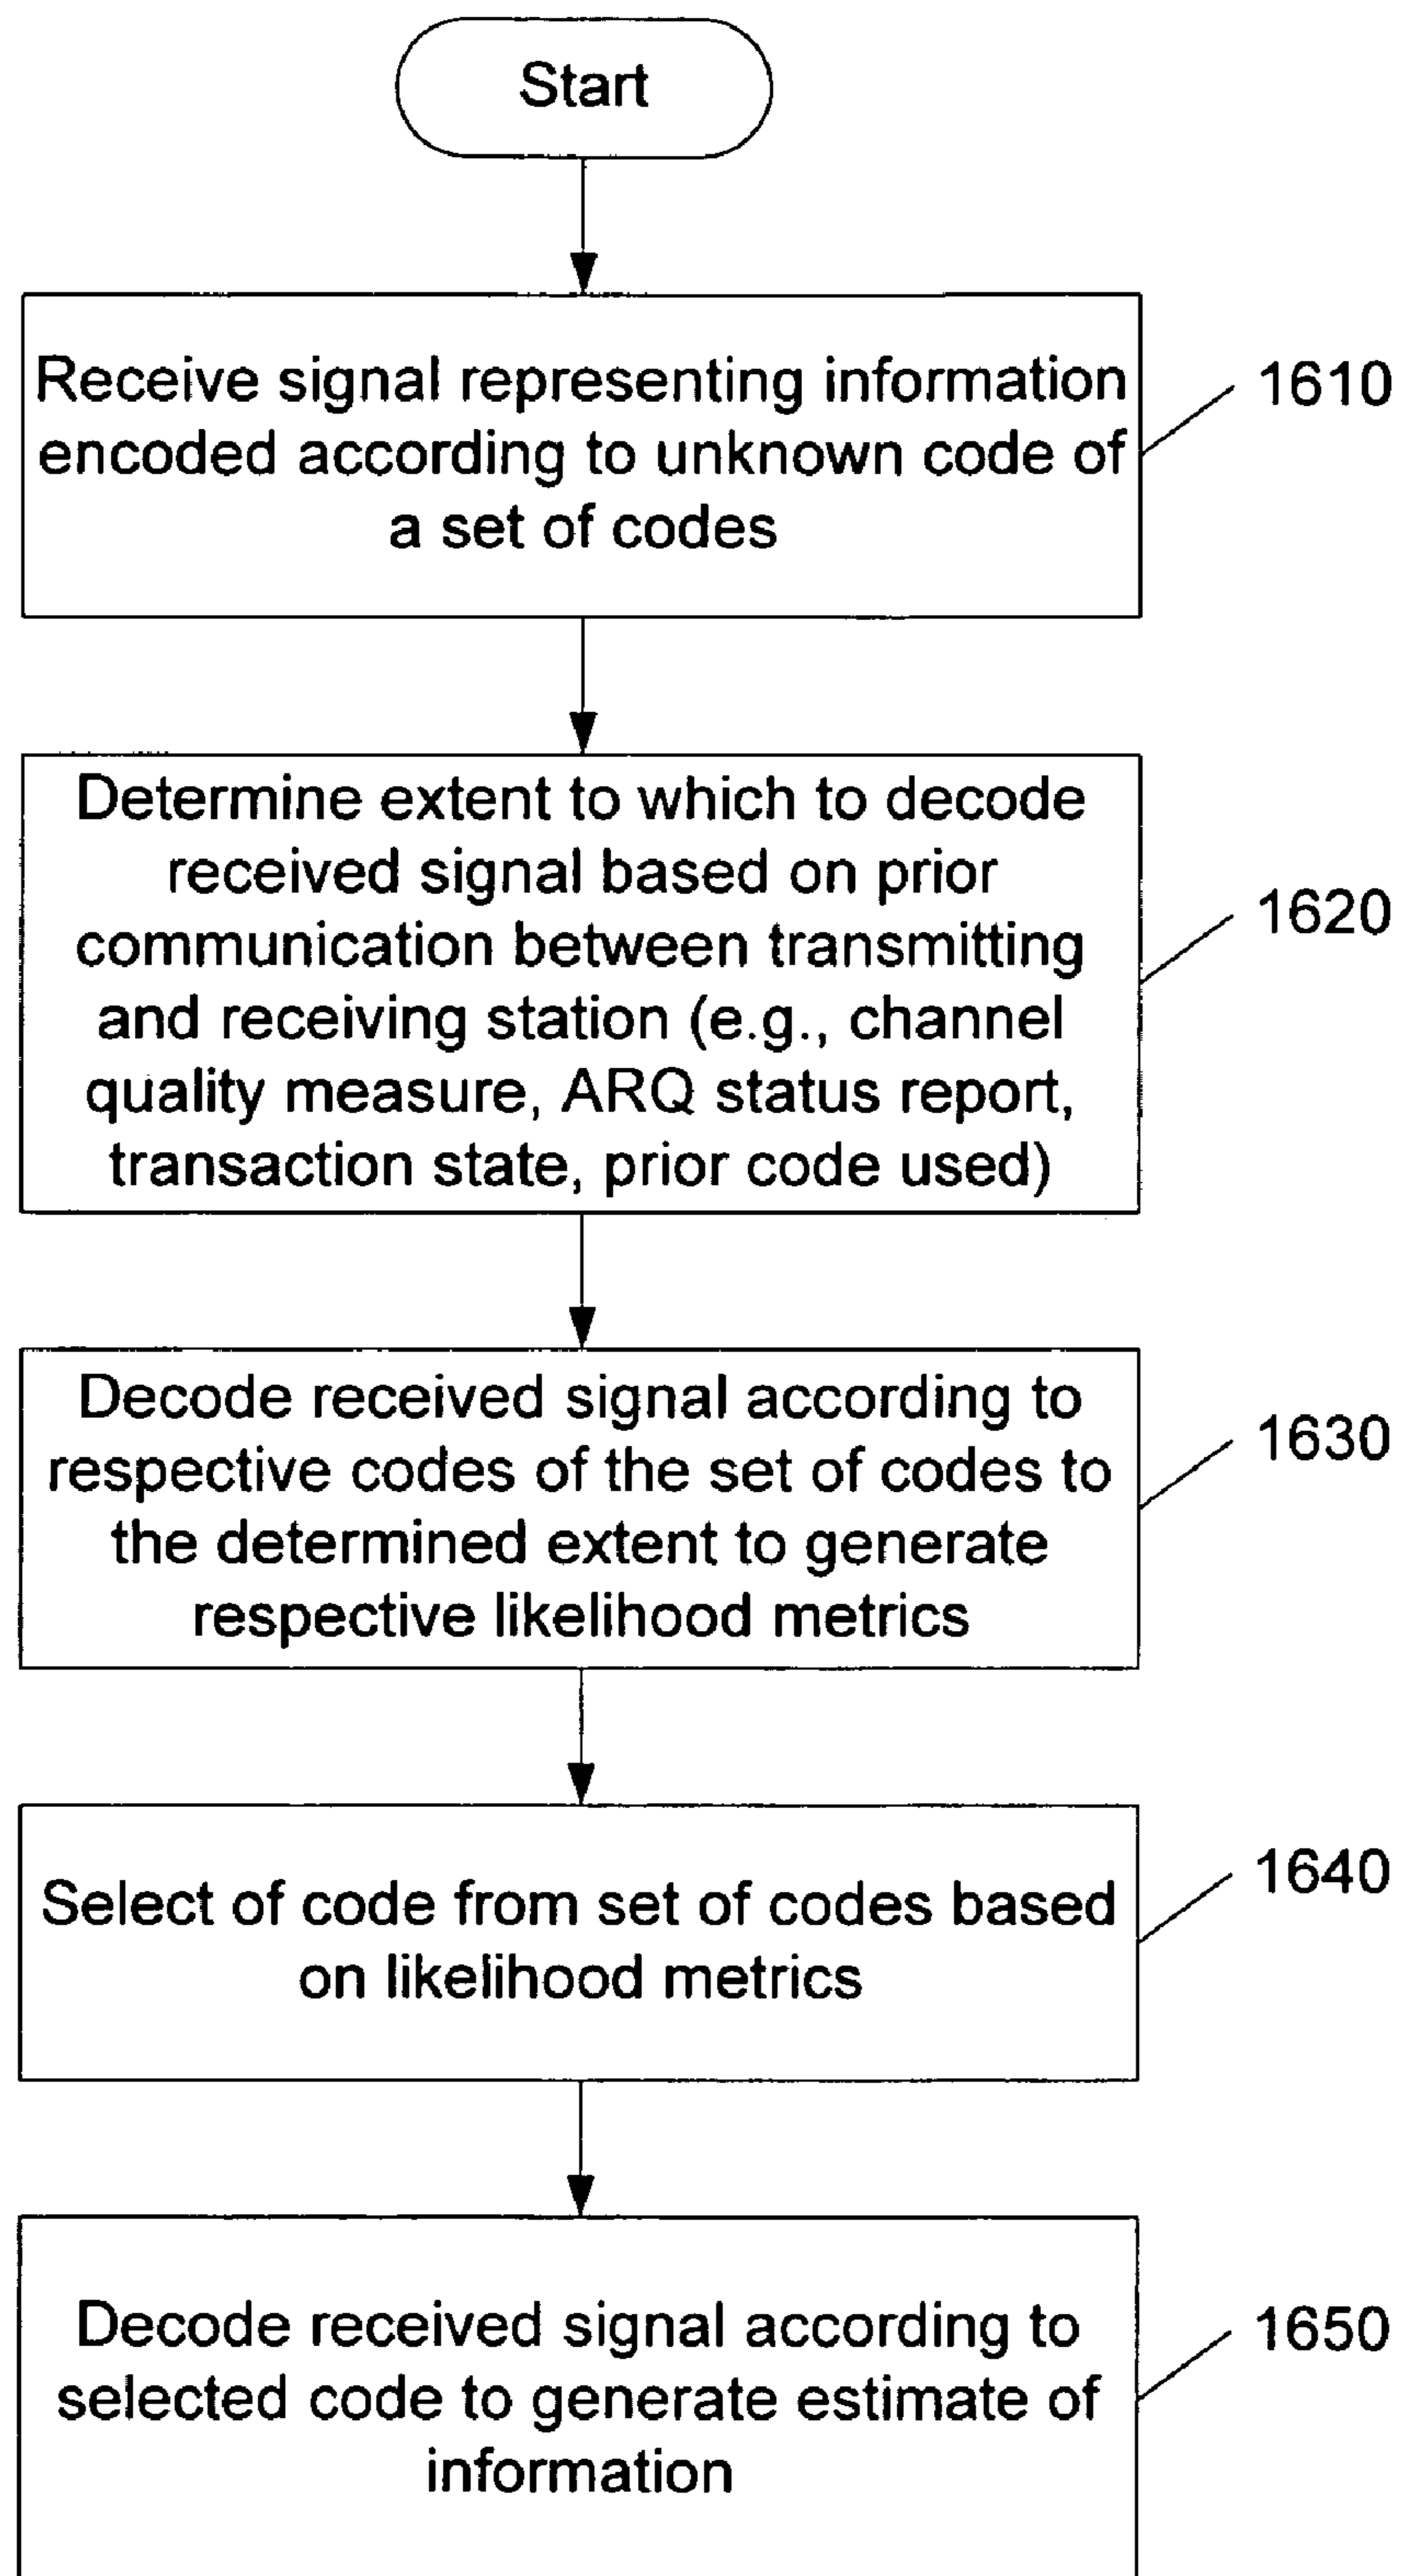 Start
Receive signal representing information
encoded according to unknown code of
a set of codes
1610
Determine extent to which to decode
received signal based on prior
communication between transmitting
and receiving station (e.g., channel
quality measure, ARQ status report,
transaction state, prior code used)
1620
Decode received signal according to
respective codes of the set of codes to
the determined extent to generate
respective likelihood metrics
1630
Select of code from set of codes based
on likelihood metrics
1640
Decode received signal according to
selected code to generate estimate of
information
1650